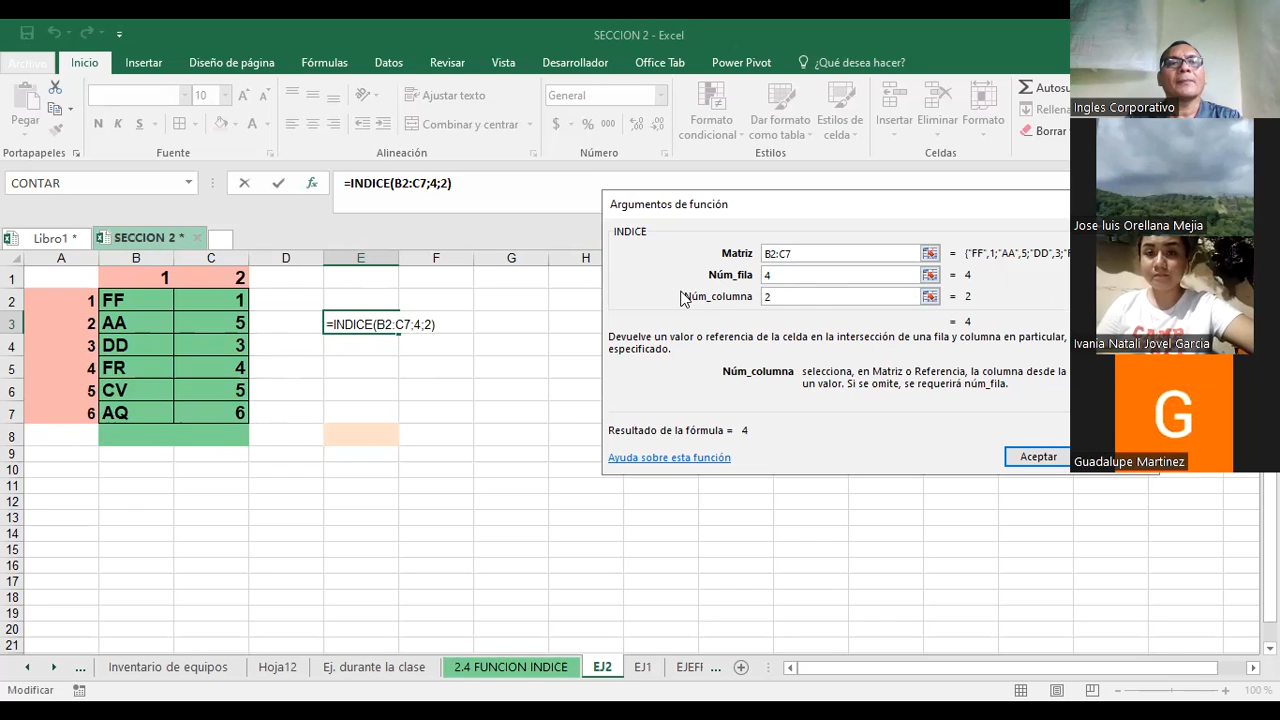 SECCION 2 - Excel
Archivo Inicio Insertar Diseño de página Fórmulas Datos Revisar Vista Desarrollador Office Tab Power Pivot ¿Qué desea hacer?
Pegar
Portapapeles
10
N K S
Fuente
Ajustar texto
Combinar y centrar
Alineación
General
$ % 000
Número
Formato condicional
Dar formato como tabla
Estilos de celda
Estilos
Insertar Eliminar Formato
Celdas
Autosu
Rellena
Borrar
Ingles Corporativo
Jose luis Orellana Mejia
Ivania Natali Jovel Garcia
G
Guadalupe Martinez
CONTAR
fx
=INDICE(B2:C7;4;2)
Libro1 *
SECCION 2 *
A B C D E F G H
1 1 2
2 1 FF 1
3 2 AA 5 =INDICE(B2:C7;4;2)
4 3 DD 3
5 4 FR 4
6 5 CV 5
7 6 AQ 6
8
9
10
11
12
13
14
15
16
17
18
19
20
21
Argumentos de función
INDICE
Matriz B2:C7 = {"FF",1;"AA",5;"DD",3;"F
Núm_fila 4 = 4
Núm_columna 2 = 2
= 4
Devuelve un valor o referencia de la celda en la intersección de una fila y columna en particular,
especificado.
Núm_columna selecciona, en Matriz o Referencia, la columna desde la
un valor. Si se omite, se requerirá núm_fila.
Resultado de la fórmula = 4
Ayuda sobre esta función
Aceptar
... Inventario de equipos Hoja12 Ej. durante la clase 2.4 FUNCION INDICE EJ2 EJ1 EJEFF ...
Modificar
100 %